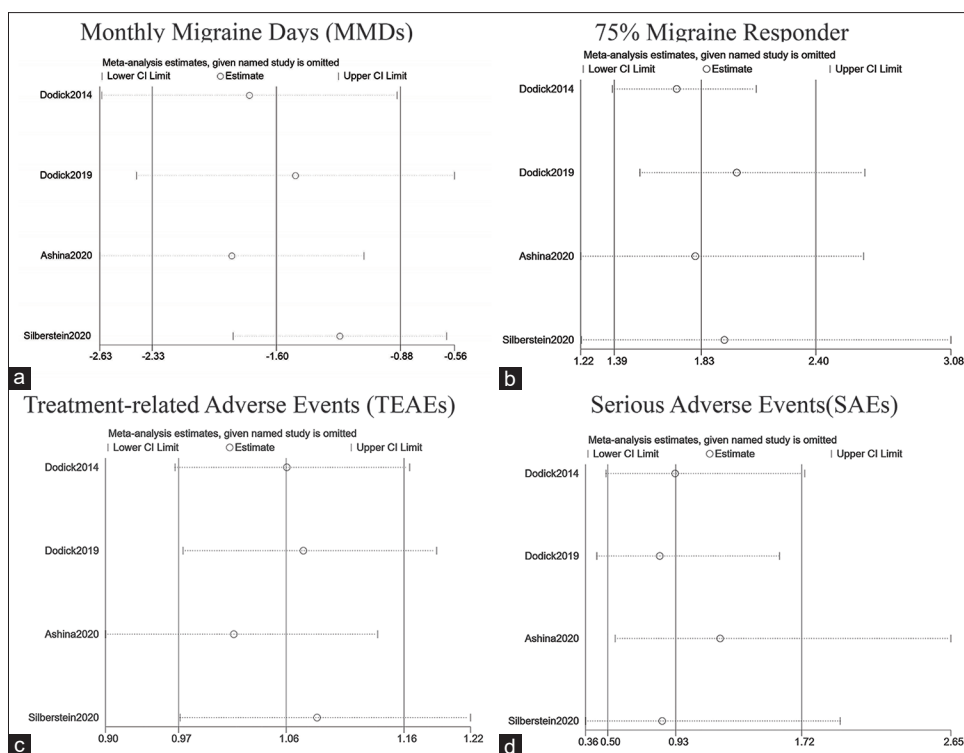 Monthly Migraine Days (MMDs)
Meta-analysis estimates, given named study is omitted
Lower CI Limit Estimate Upper CI Limit
Dodick2014
Dodick2019
Ashina2020
Silberstein2020
-2.63 -2.33 -1.60 -0.88 -0.56
a
75% Migraine Responder
Meta-analysis estimates, given named study is omitted
Lower CI Limit Estimate Upper CI Limit
Dodick2014
Dodick2019
Ashina2020
Silberstein2020
1.22 1.39 1.83 2.40 3.08
b
Treatment-related Adverse Events (TEAEs)
Meta-analysis estimates, given named study is omitted
Lower CI Limit Estimate Upper CI Limit
Dodick2014
Dodick2019
Ashina2020
Silberstein2020
0.90 0.97 1.06 1.16 1.22
c
Serious Adverse Events(SAEs)
Meta-analysis estimates, given named study is omitted
Lower CI Limit Estimate Upper CI Limit
Dodick2014
Dodick2019
Ashina2020
Silberstein2020
0.36 0.50 0.93 1.72 2.65
d